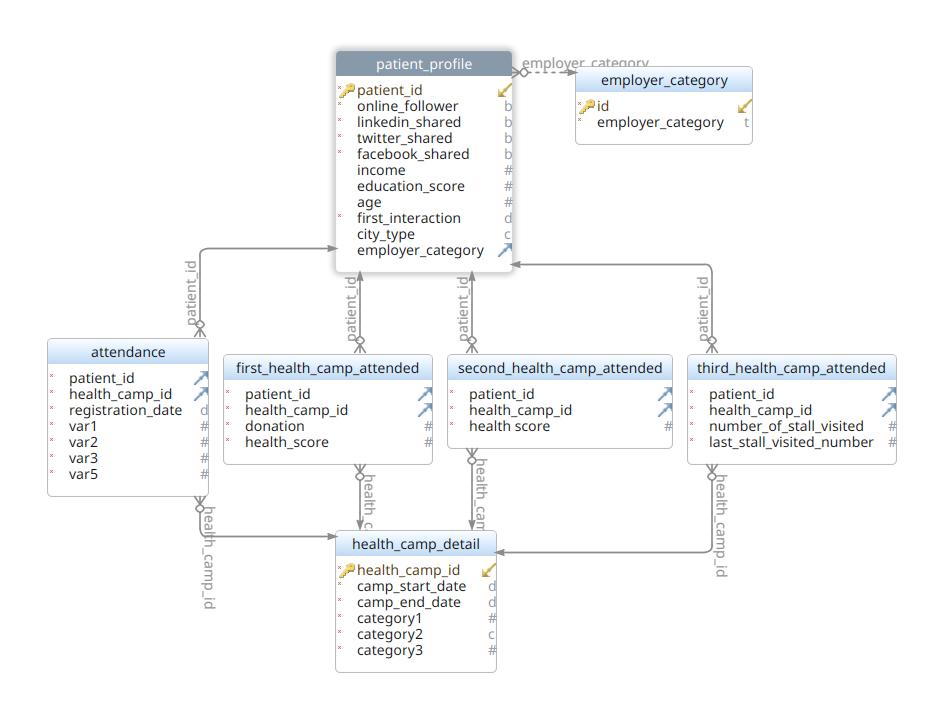 patient_profile
patient_id
online_follower b
linkedin_shared b
twitter_shared b
facebook_shared b
income #
education_score #
age #
first_interaction d
city_type c
employer_category
employer_category
employer_category
id
employer_category t
patient_id
patient_id
patient_id
patient_id
attendance
patient_id
health_camp_id
registration_date d
var1 #
var2 #
var3 #
var5 #
first_health_camp_attended
patient_id
health_camp_id
donation #
health_score #
second_health_camp_attended
patient_id
health_camp_id
health score #
third_health_camp_attended
patient_id
health_camp_id
number_of_stall_visited #
last_stall_visited_number #
health_camp_id
health_c
health_cam
health_camp_id
health_camp_detail
health_camp_id
camp_start_date d
camp_end_date d
category1 #
category2 c
category3 #